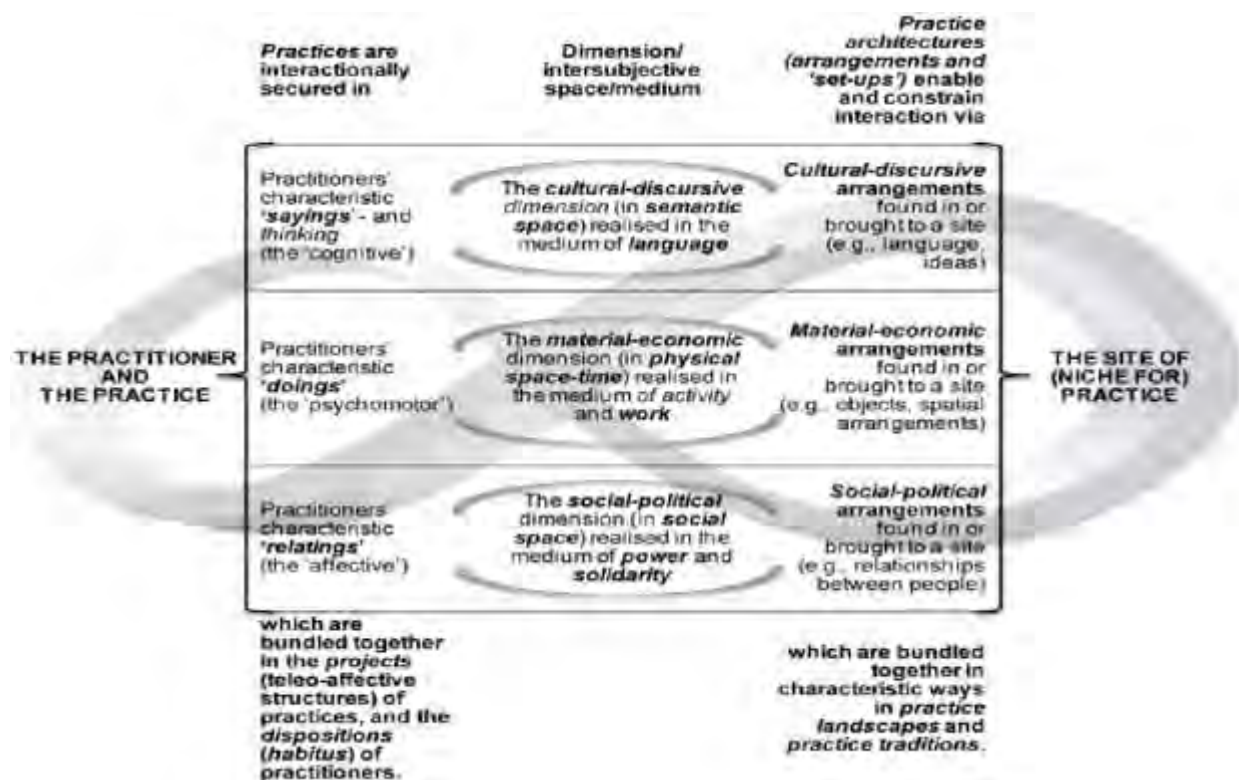 Practices are
interactionally
secured in
Dimension/
intersubjective
space/medium
Practice
architectures
(arrangements and
'set-ups') enable
and constrain
interaction via
THE PRACTITIONER
AND
THE PRACTICE
Practitioners'
characteristic
'sayings' - and
thinking
(the 'cognitive')
The cultural-discursive
dimension (in semantic
space) realised in the
medium of language
Cultural-discursive
arrangements
found in or
brought to a site
(e.g., language,
ideas)
Practitioners
characteristic
'doings'
(the 'psychomotor')
The material-economic
dimension (in physical
space-time) realised in
the medium of activity
and work
Material-economic
arrangements
found in or
brought to a site
(e.g., objects, spatial
arrangements)
Practitioners
characteristic
'relatings'
(the 'affective')
The social-political
dimension (in social
space) realised in the
medium of power and
solidarity
Social-political
arrangements
found in or
brought to a site
(e.g., relationships
between people)
THE SITE OF
(NICHE FOR)
PRACTICE
which are
bundled together
in the projects
(teleo-affective
structures) of
practices, and the
dispositions
(habitus) of
practitioners.
which are bundled
together in
characteristic ways
in practice
landscapes and
practice traditions.